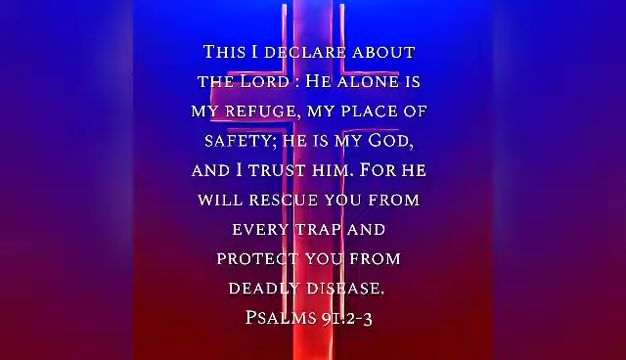 This I declare about
the Lord : He alone is
my refuge, my place of
safety; he is my God,
and I trust him. For he
will rescue you from
every trap and
protect you from
deadly disease.
Psalms 91:2-3